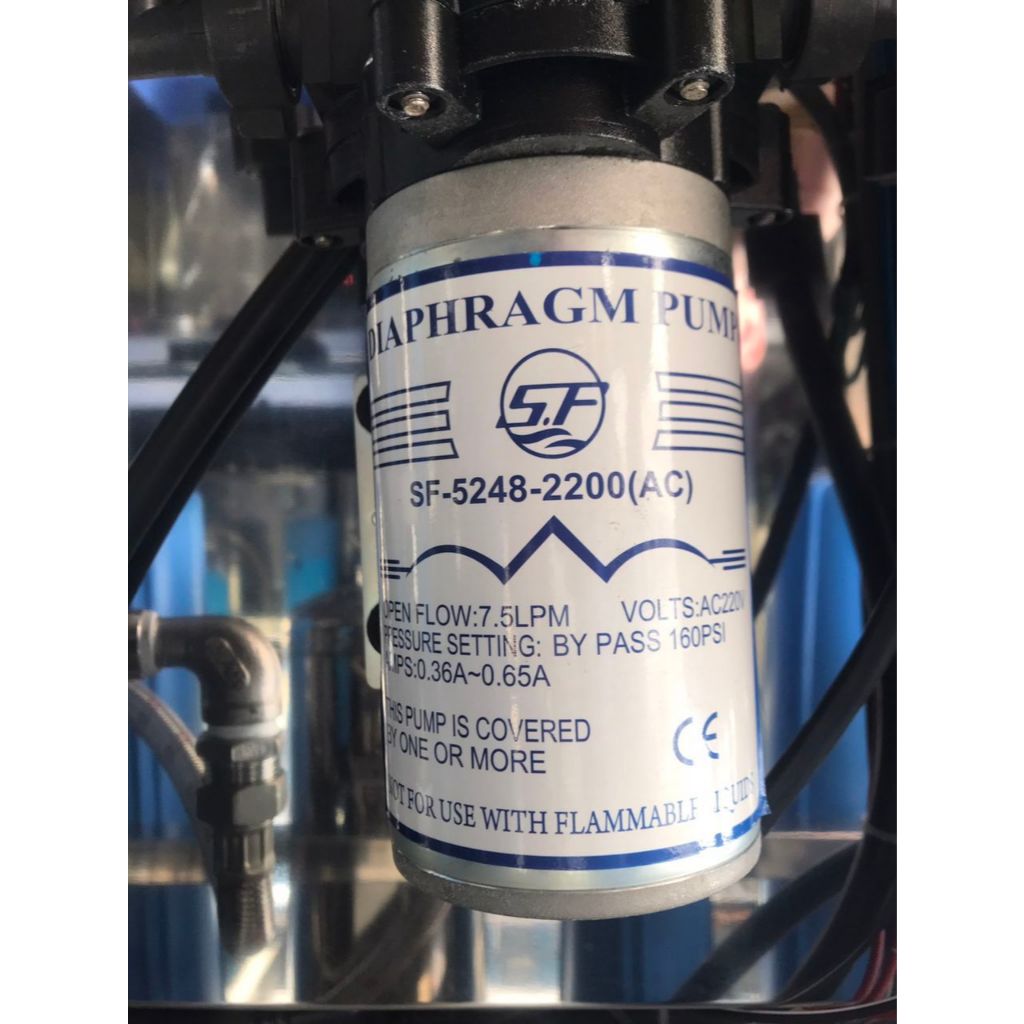 DIAPHRAGM PUMP
S.F
SF-5248-2200(AC)
OPEN FLOW:7.5LPM VOLTS:AC220V
PRESSURE SETTING: BY PASS 160PSI
AMPS:0.36A~0.65A
THIS PUMP IS COVERED
BY ONE OR MORE
CE
NOT FOR USE WITH FLAMMABLE LIQUIDS